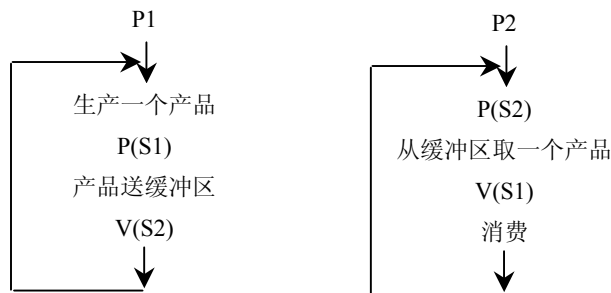 P1
生产一个产品
P(S1)
产品送缓冲区
V(S2)
P2
P(S2)
从缓冲区取一个产品
V(S1)
消费